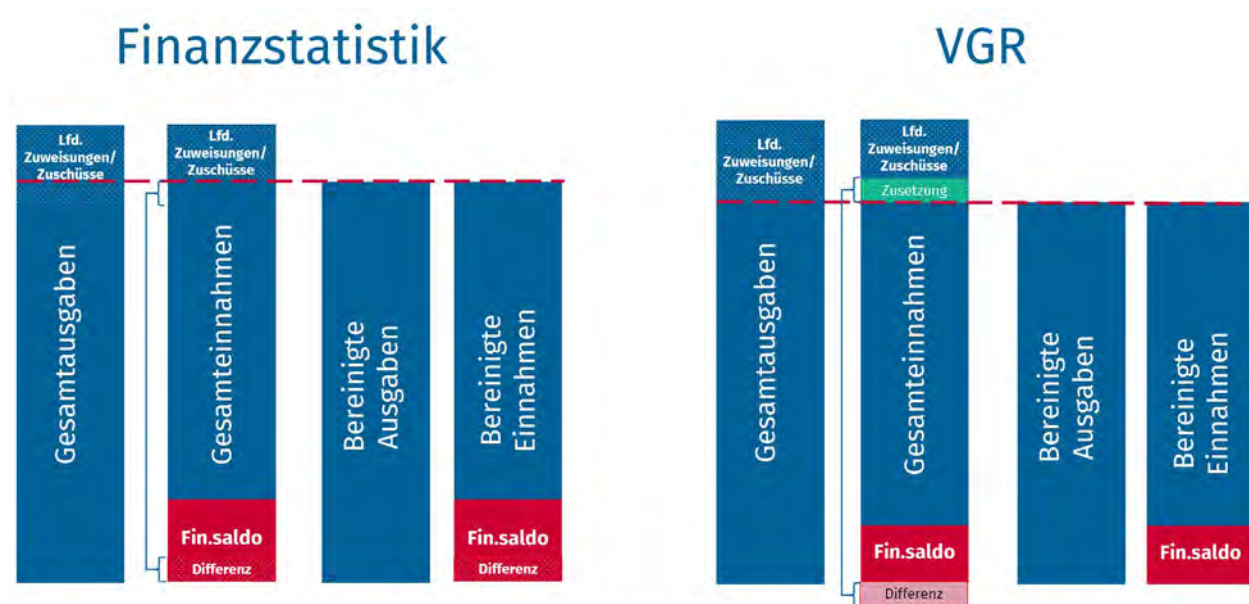 Finanzstatistik
Lfd.
Zuweisungen/
Zuschüsse
Gesamtausgaben
Lfd.
Zuweisungen/
Zuschüsse
Gesamteinnahmen
Fin.saldo
Differenz
Bereinigte
Ausgaben
Bereinigte
Einnahmen
Fin.saldo
Differenz
VGR
Lfd.
Zuweisungen/
Zuschüsse
Gesamtausgaben
Lfd.
Zuweisungen/
Zuschüsse
Zusetzung
Gesamteinnahmen
Fin.saldo
Differenz
Bereinigte
Ausgaben
Bereinigte
Einnahmen
Fin.saldo